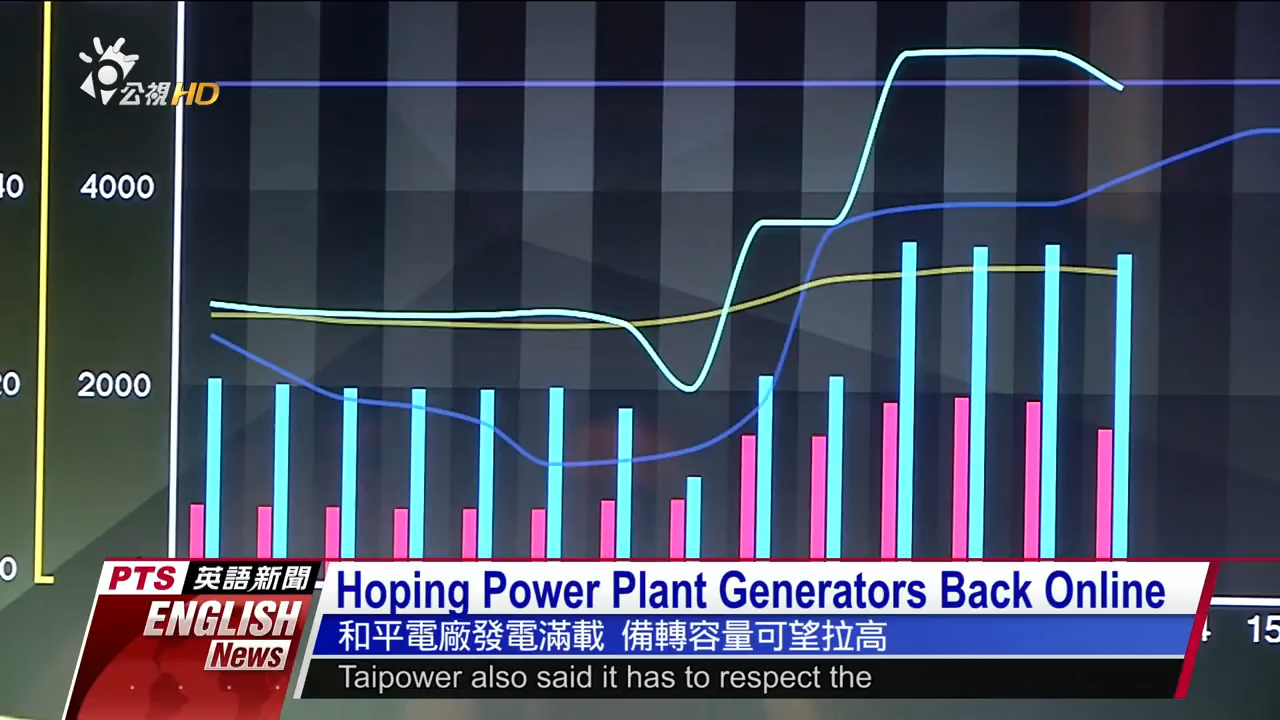 公視HD
40
4000
20
2000
0
15
PTS 英語新聞
ENGLISH
News
Hoping Power Plant Generators Back Online
和平電廠發電滿載 備轉容量可望拉高
Taipower also said it has to respect the